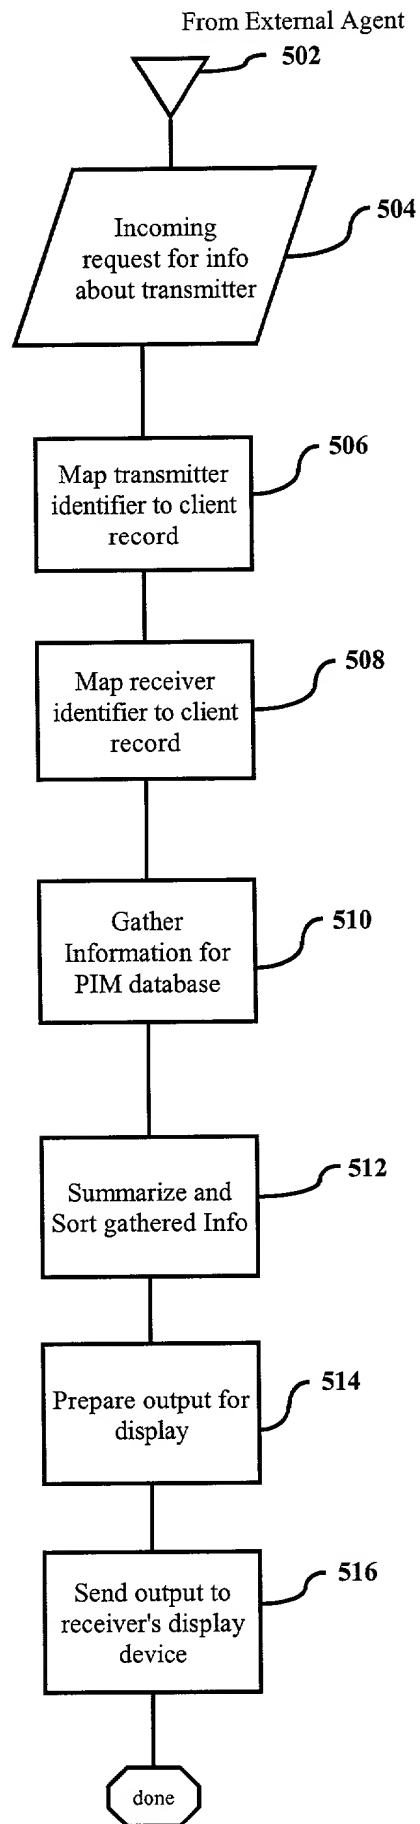 From External Agent
502
504
Incoming
request for info
about transmitter
506
Map transmitter
identifier to client
record
508
Map receiver
identifier to client
record
510
Gather
Information for
PIM database
512
Summarize and
Sort gathered Info
514
Prepare output for
display
516
Send output to
receiver's display
device
done